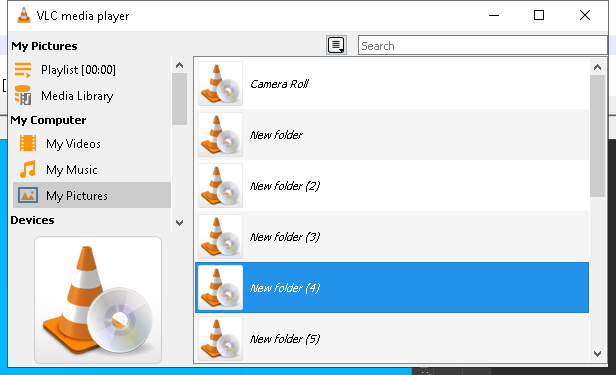 VLC media player
My Pictures
Search
Playlist [00:00]
Media Library
My Computer
My Videos
My Music
My Pictures
Devices
Camera Roll
New folder
New folder (2)
New folder (3)
New folder (4)
New folder (5)